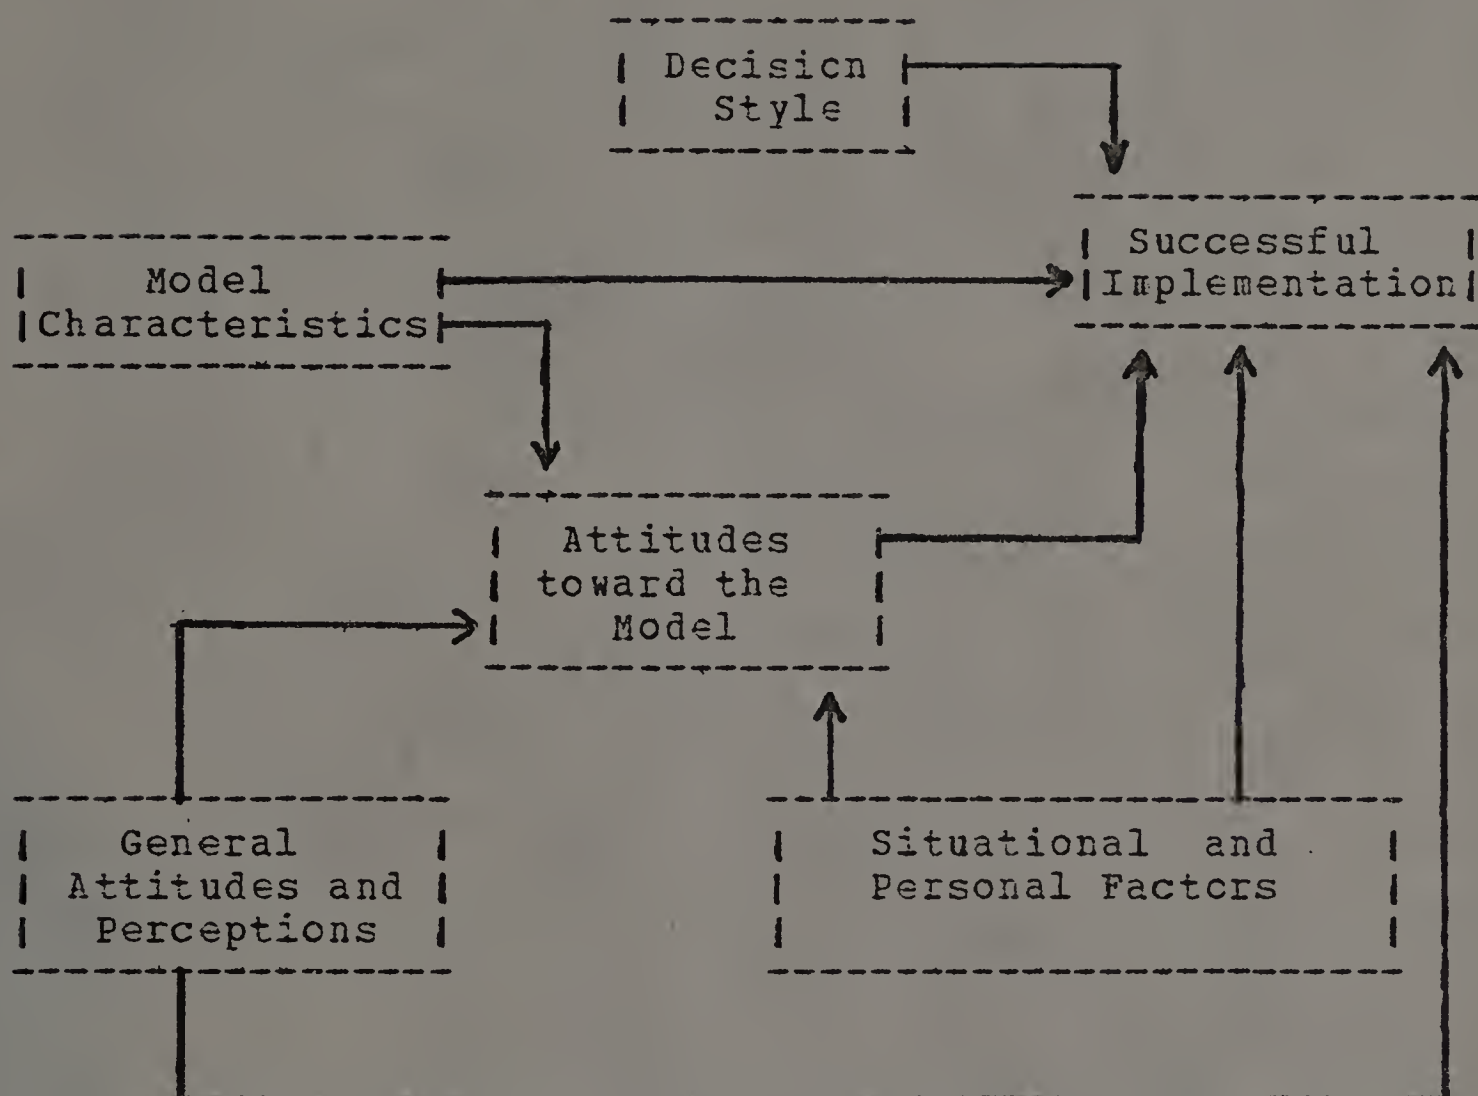 Decision
Style
Successful
Implementation
Model
Characteristics
Attitudes
toward the
Model
General
Attitudes and
Perceptions
Situational and
Personal Factors